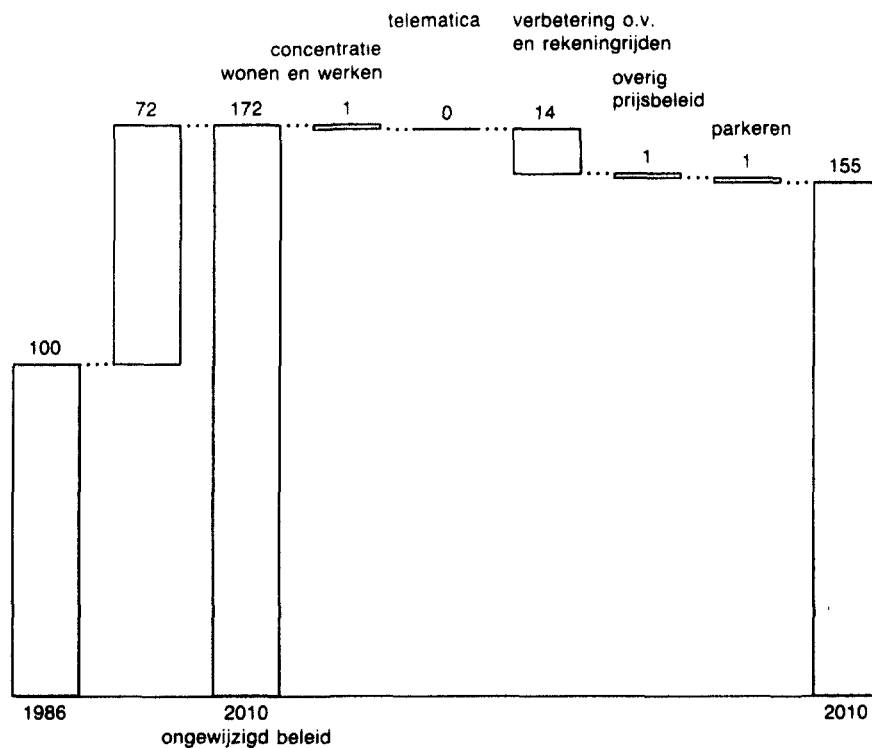 telematica
verbetering o.v.
en rekeningrijden
concentratie
wonen en werken
overig
prijsbeleid
parkeren
72
172
1
0
14
1
1
155
100
1986
2010
2010
ongewijzigd beleid